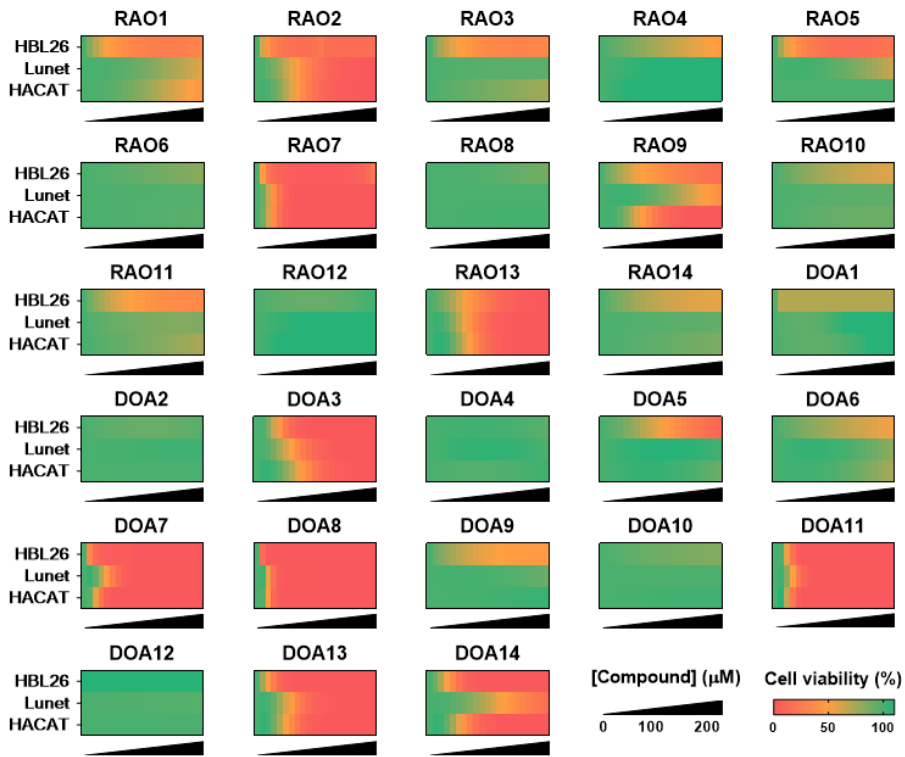 RAO1 RAO2 RAO3 RAO4 RAO5
HBL26
Lunet
HACAT
RAO6 RAO7 RAO8 RAO9 RAO10
HBL26
Lunet
HACAT
RAO11 RAO12 RAO13 RAO14 DOA1
HBL26
Lunet
HACAT
DOA2 DOA3 DOA4 DOA5 DOA6
HBL26
Lunet
HACAT
DOA7 DOA8 DOA9 DOA10 DOA11
HBL26
Lunet
HACAT
DOA12 DOA13 DOA14
HBL26
Lunet
HACAT
[Compound] (μM)
0 100 200
Cell viability (%)
0 50 100